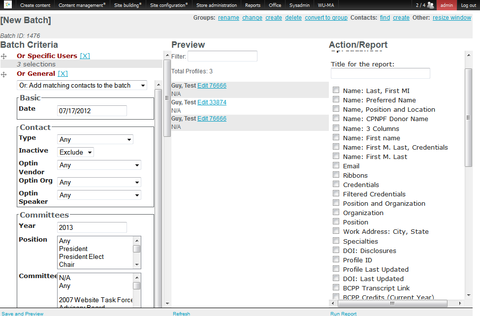 Create content Content management Site building Site configuration Store administration Reports Office Sysadmin WU-MA 2 / 4 admin Log out
[New Batch]
Groups: rename change create delete convert to group Contacts: find create Other: resize window
Batch ID: 1476
Batch Criteria
Or Specific Users [X]
3 selections
Or General [X]
Or: Add matching contacts to the batch
Basic
Date 07/17/2012
Contact
Type Any
Inactive Exclude
Optin Vendor Any
Optin Org Any
Optin Speaker Any
Committees
Year 2013
Position Any
President
President Elect
Chair
Committee N/A
Any
2007 Website Task Force
Advisory Board
Save and Preview
Preview
Filter:
Total Profiles: 3
Guy, Test Edit 76666
N/A
Guy, Test Edit 33874
N/A
Guy, Test Edit 76666
N/A
Refresh
Action/Report
Title for the report:
Name: Last, First MI
Name: Preferred Name
Name, Position and Location
Name: CPNPF Donor Name
Name: 3 Columns
Name: First name
Name: First M. Last, Credentials
Name: First M. Last
Email
Ribbons
Credentials
Filtered Credentials
Position and Organization
Organization
Position
Work Address: City, State
Specialties
DOI: Disclosures
Profile ID
Profile Last Updated
DOI: Last Updated
BCPP Transcript Link
BCPP Credits (Current Year)
Run Report